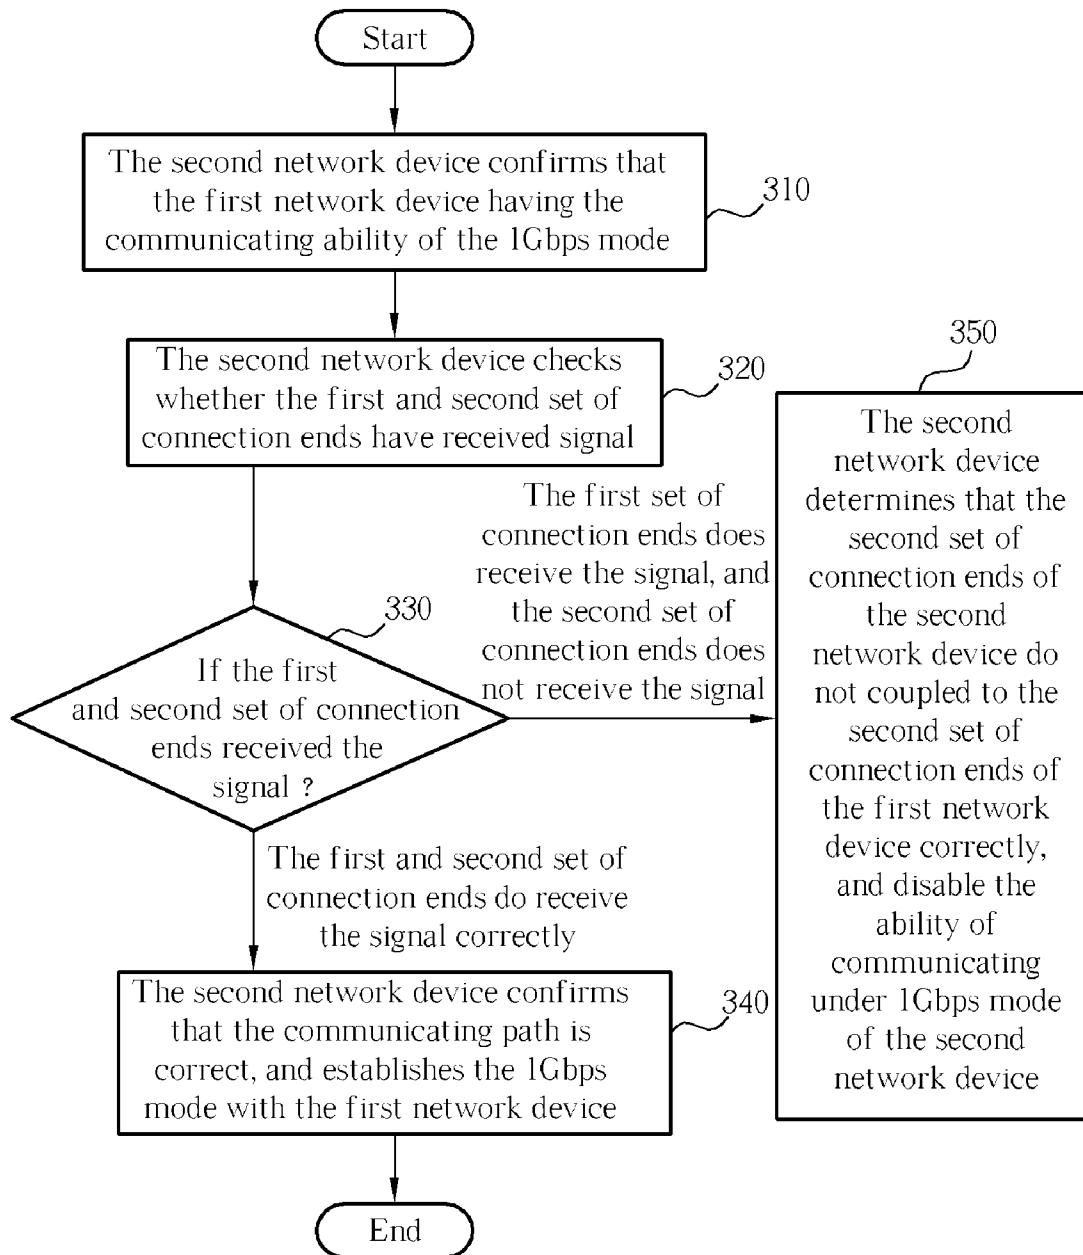 Start
The second network device confirms that
the first network device having the
communicating ability of the 1Gbps mode
310
The second network device checks
whether the first and second set of
connection ends have received signal
320
If the first
and second set of connection
ends received the
signal ?
330
The first set of
connection ends does
receive the signal, and
the second set of
connection ends does
not receive the signal
350
The second
network device
determines that the
second set of
connection ends of
the second
network device do
not coupled to the
second set of
connection ends of
the first network
device correctly,
and disable the
ability of
communicating
under 1Gbps mode
of the second
network device
The first and second set of
connection ends do receive
the signal correctly
The second network device confirms
that the communicating path is
correct, and establishes the 1Gbps
mode with the first network device
340
End